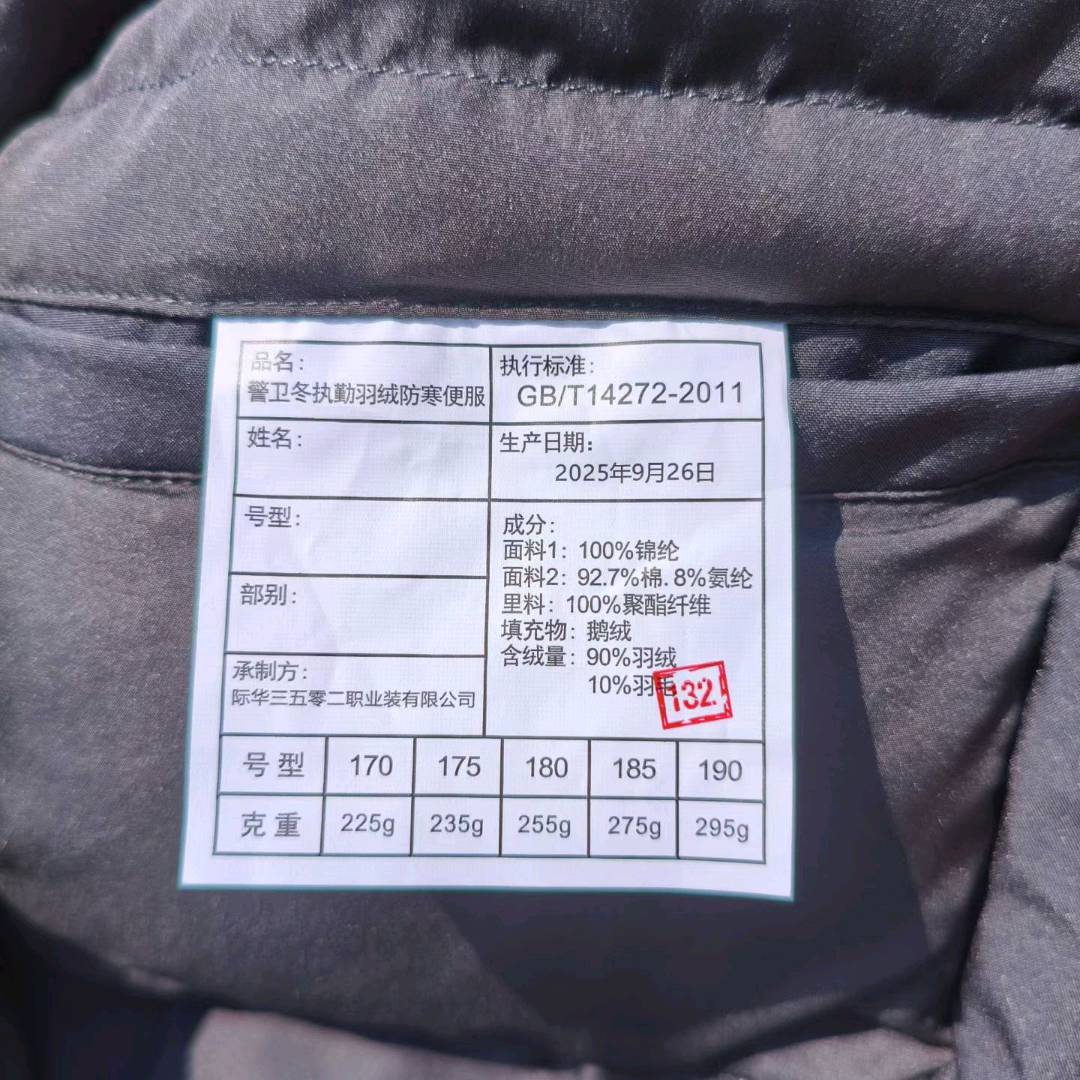 品名：
警卫冬执勤羽绒防寒便服
执行标准：
GB/T14272-2011
姓名：
生产日期：
2025年9月26日
号型：
部别：
承制方：
际华三五零二职业装有限公司
成分：
面料1：100%锦纶
面料2：92.7%棉.8%氨纶
里料：100%聚酯纤维
填充物：鹅绒
含绒量：90%羽绒
10%羽毛
132
号型 170 175 180 185 190
克重 225g 235g 255g 275g 295g